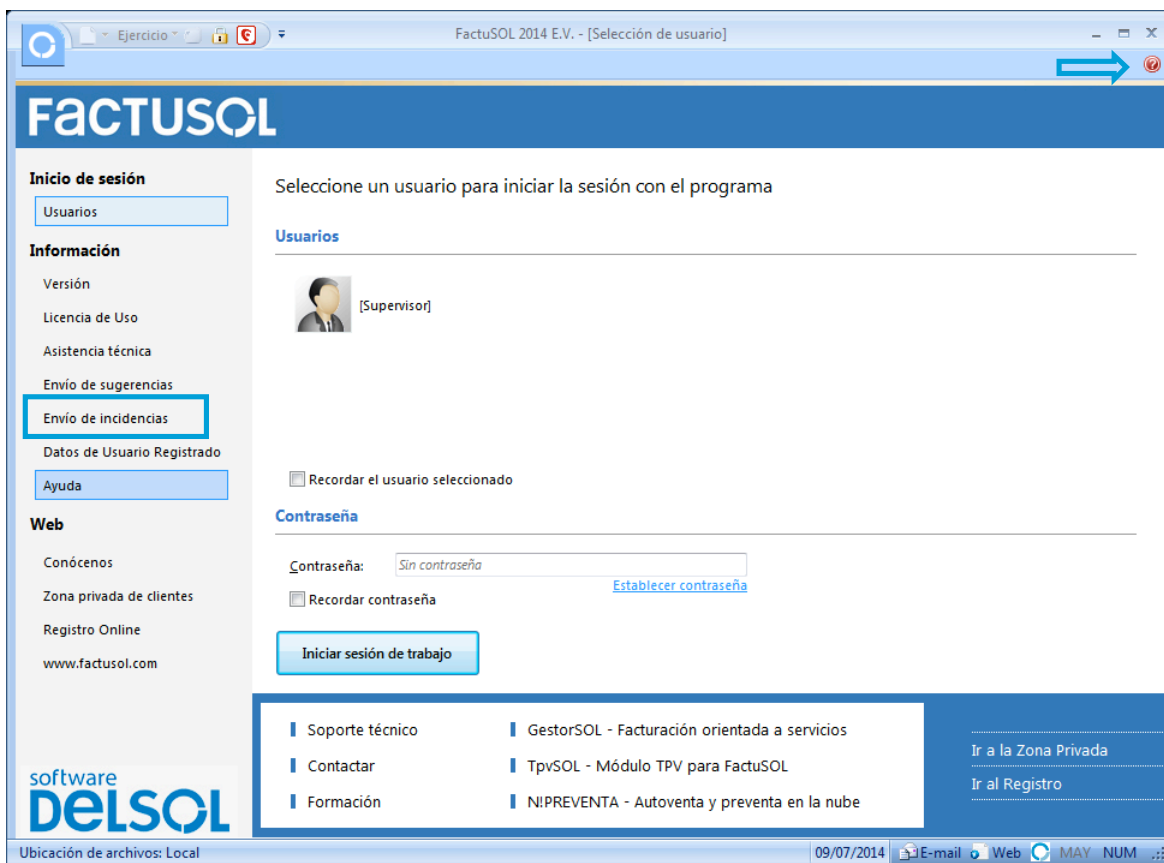 Ejercicio
FactuSOL 2014 E.V. - [Selección de usuario]
FACTUSOL
Inicio de sesión
Usuarios
Información
Versión
Licencia de Uso
Asistencia técnica
Envío de sugerencias
Envío de incidencias
Datos de Usuario Registrado
Ayuda
Web
Conócenos
Zona privada de clientes
Registro Online
www.factusol.com
software
DELSOL
Seleccione un usuario para iniciar la sesión con el programa
Usuarios
[Supervisor]
Recordar el usuario seleccionado
Contraseña
Contraseña: Sin contraseña
Establecer contraseña
Recordar contraseña
Iniciar sesión de trabajo
Soporte técnico
Contactar
Formación
GestorSOL - Facturación orientada a servicios
TpvSOL - Módulo TPV para FactuSOL
N!PREVENTA - Autoventa y preventa en la nube
Ir a la Zona Privada
Ir al Registro
Ubicación de archivos: Local
09/07/2014 E-mail Web MAY NUM